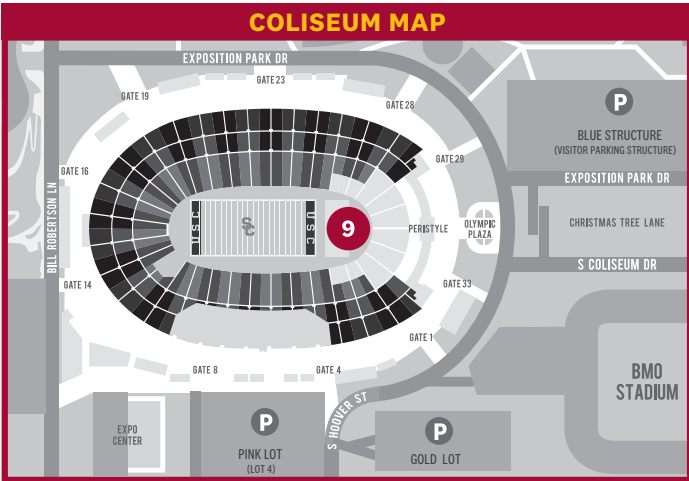 COLISEUM MAP
EXPOSITION PARK DR
GATE 23
GATE 19
GATE 28
P
BLUE STRUCTURE
(VISITOR PARKING STRUCTURE)
GATE 29
GATE 16
EXPOSITION PARK DR
BILL ROBERTSON LN
USC
SC
USC
9
PERISTYLE
OLYMPIC
PLAZA
CHRISTMAS TREE LANE
S COLISEUM DR
GATE 14
GATE 33
GATE 1
GATE 8
GATE 4
BMO
STADIUM
S HOOVER ST
EXPO
CENTER
P
PINK LOT
(LOT 4)
P
GOLD LOT